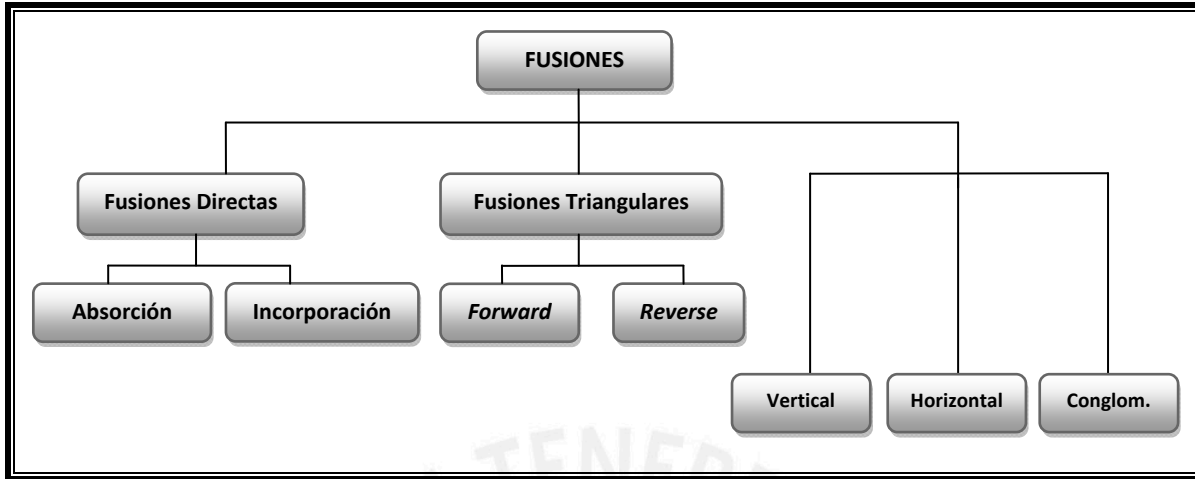 FUSIONES
Fusiones Directas
Fusiones Triangulares
Absorción
Incorporación
Forward
Reverse
Vertical
Horizontal
Conglom.